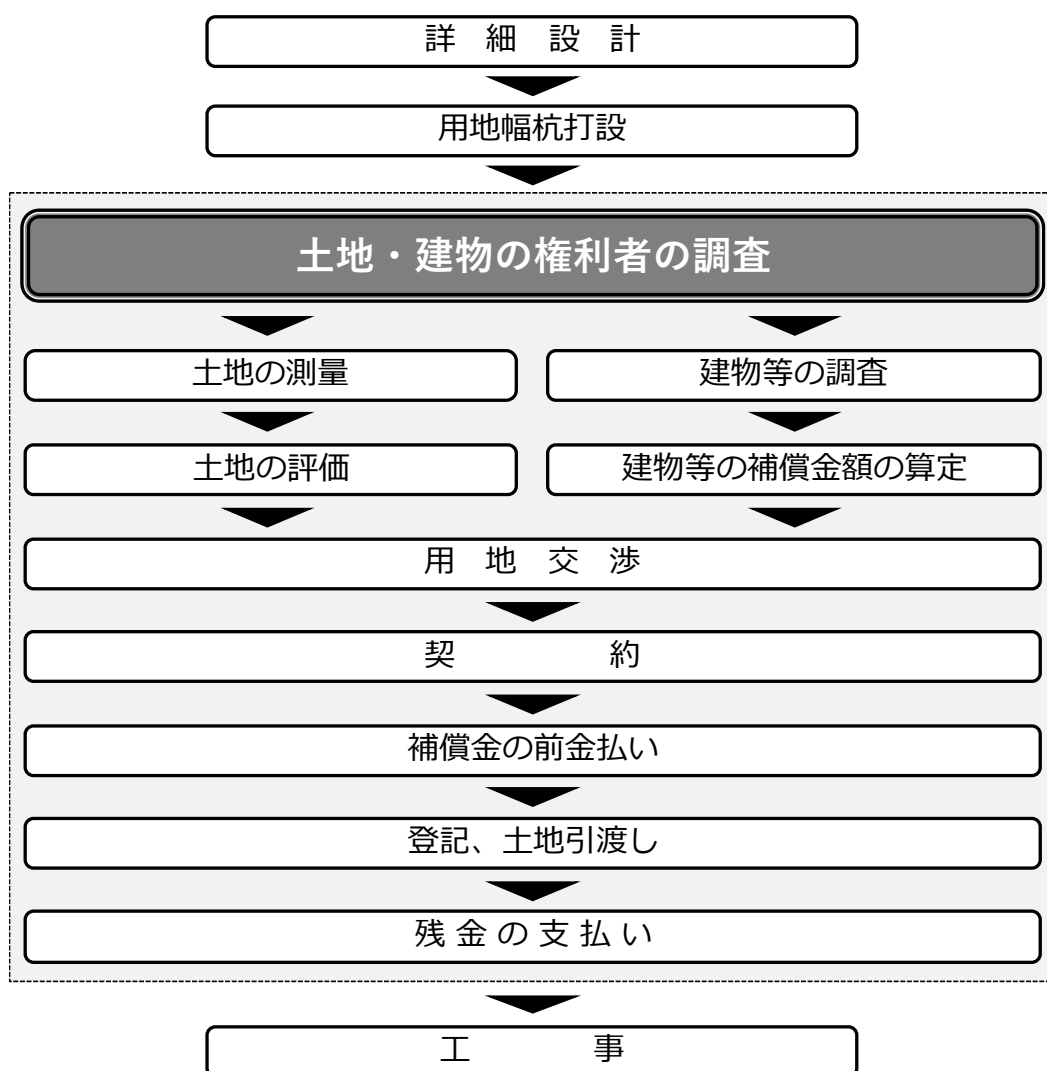 詳細設計
用地幅杭打設
土地・建物の権利者の調査
土地の測量
建物等の調査
土地の評価
建物等の補償金額の算定
用地交渉
契約
補償金の前金払い
登記、土地引渡し
残金の支払い
工事